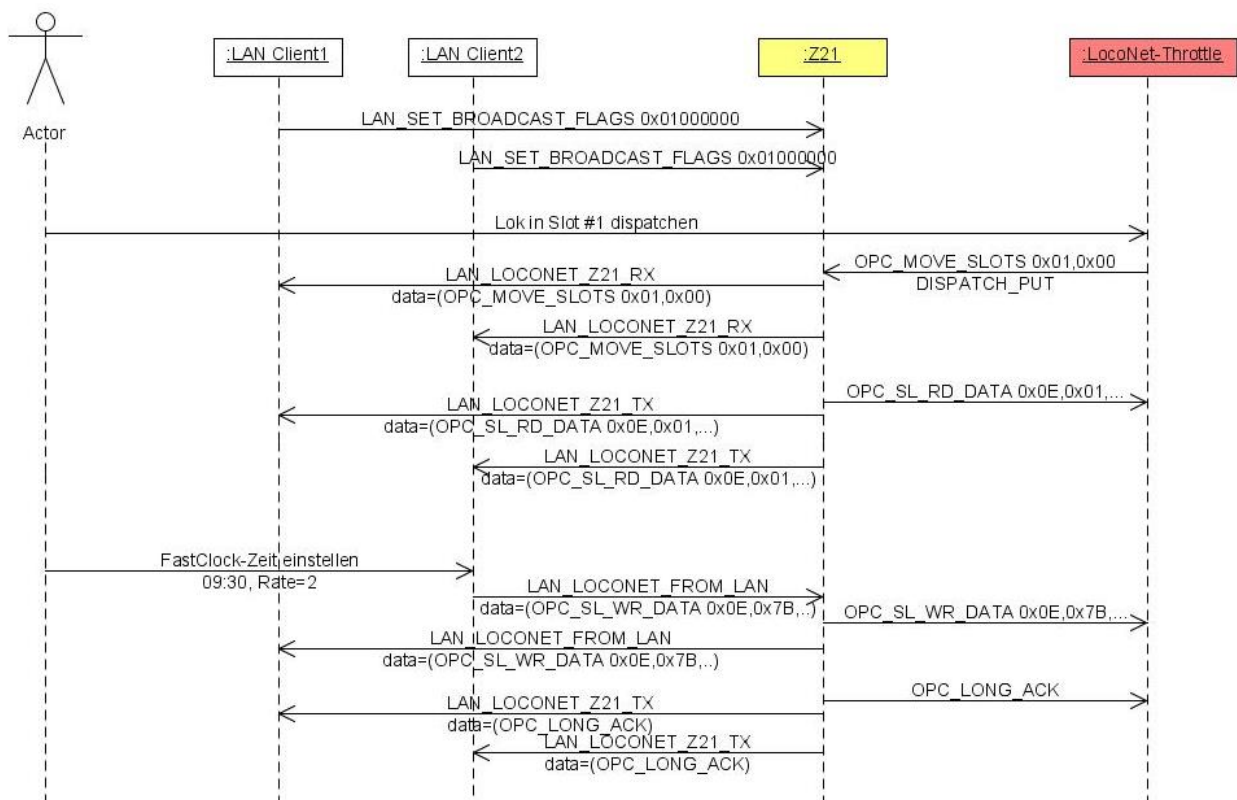 :LAN Client1
:LAN Client2
:Z21
:LocoNet-Throttle
Actor
LAN_SET_BROADCAST_FLAGS 0x01000000
LAN_SET_BROADCAST_FLAGS 0x01000000
Lok in Slot #1 dispatchen
OPC_MOVE_SLOTS 0x01,0x00
DISPATCH_PUT
LAN_LOCONET_Z21_RX
data=(OPC_MOVE_SLOTS 0x01,0x00)
LAN_LOCONET_Z21_RX
data=(OPC_MOVE_SLOTS 0x01,0x00)
OPC_SL_RD_DATA 0x0E,0x01,...
LAN_LOCONET_Z21_TX
data=(OPC_SL_RD_DATA 0x0E,0x01,...)
LAN_LOCONET_Z21_TX
data=(OPC_SL_RD_DATA 0x0E,0x01,...)
FastClock-Zeit einstellen
09:30, Rate=2
LAN_LOCONET_FROM_LAN
data=(OPC_SL_WR_DATA 0x0E,0x7B,..)
OPC_SL_WR_DATA 0x0E,0x7B,...
LAN_LOCONET_FROM_LAN
data=(OPC_SL_WR_DATA 0x0E,0x7B,..)
OPC_LONG_ACK
LAN_LOCONET_Z21_TX
data=(OPC_LONG_ACK)
LAN_LOCONET_Z21_TX
data=(OPC_LONG_ACK)